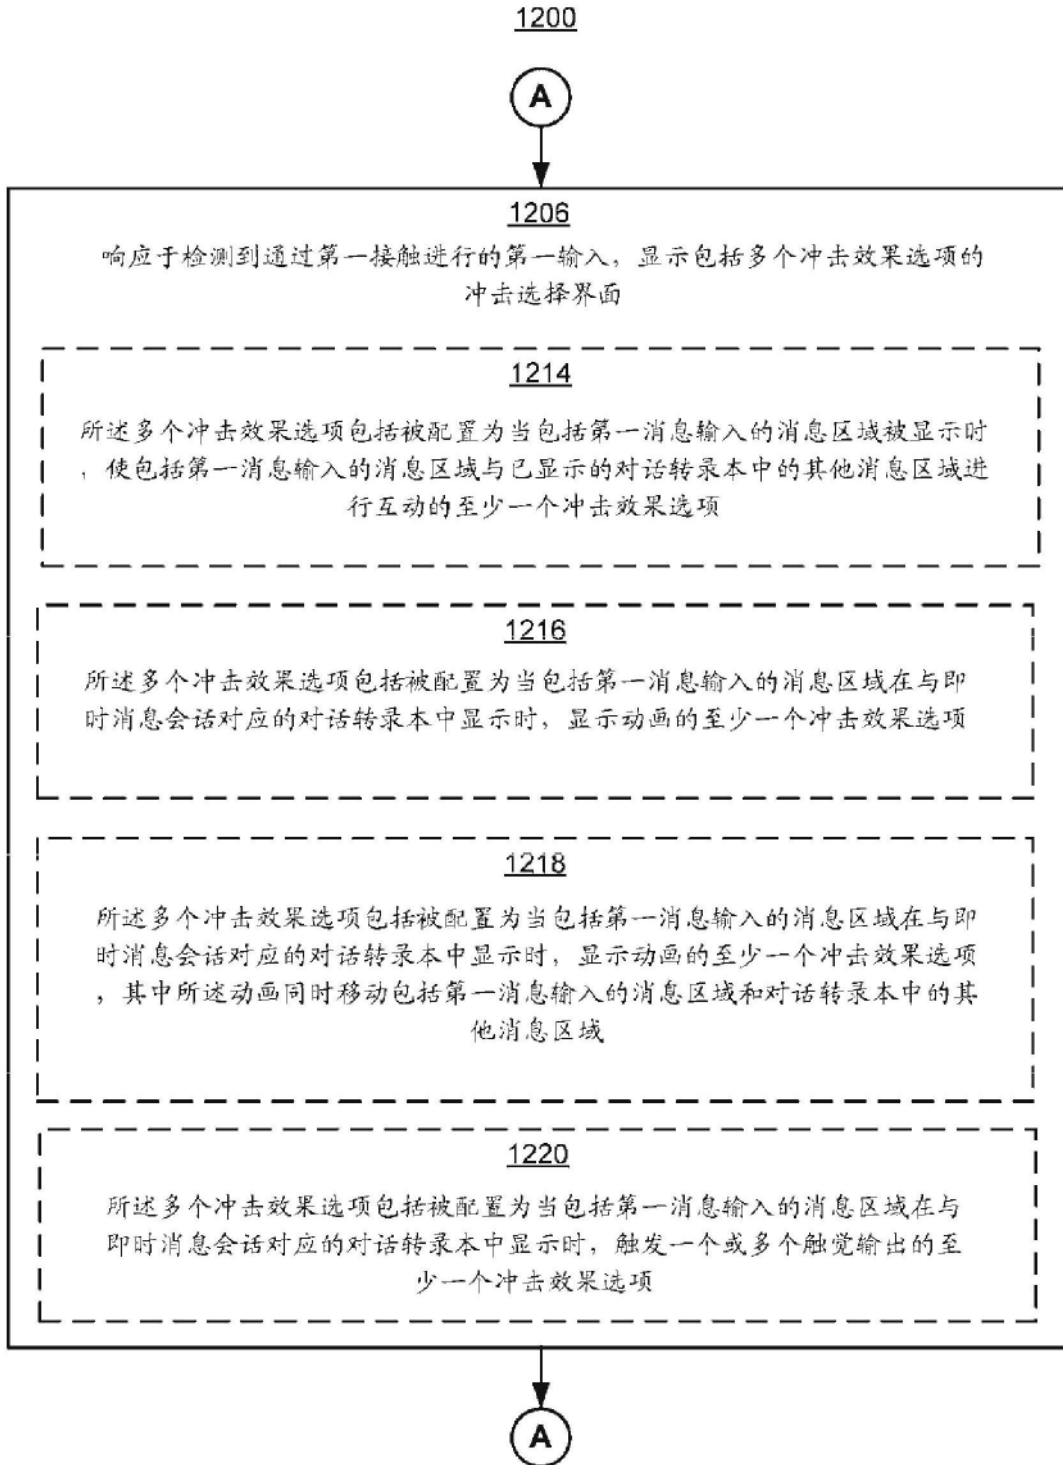 1200
A
1206
响应于检测到通过第一接触进行的第一输入，显示包括多个冲击效果选项的
冲击选择界面
1214
所述多个冲击效果选项包括被配置为当包括第一消息输入的消息区域被显示时
，使包括第一消息输入的消息区域与已显示的对话转录本中的其他消息区域进
行互动的至少一个冲击效果选项
1216
所述多个冲击效果选项包括被配置为当包括第一消息输入的消息区域在与即
时消息会话对应的对话转录本中显示时，显示动画的至少一个冲击效果选项
1218
所述多个冲击效果选项包括被配置为当包括第一消息输入的消息区域在与即
时消息会话对应的对话转录本中显示时，显示动画的至少一个冲击效果选项
，其中所述动画同时移动包括第一消息输入的消息区域和对话转录本中的其
他消息区域
1220
所述多个冲击效果选项包括被配置为当包括第一消息输入的消息区域在与
即时消息会话对应的对话转录本中显示时，触发一个或多个触觉输出的至
少一个冲击效果选项
A